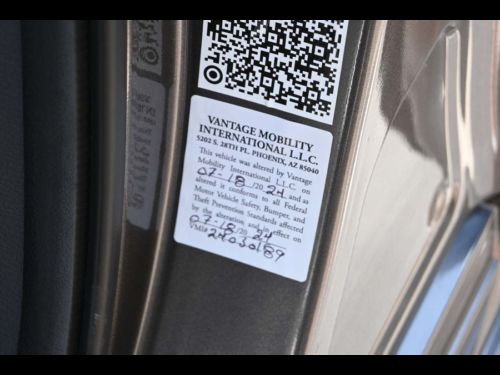 VANTAGE MOBILITY
INTERNATIONAL L.L.C.
5202 S. 28TH PL. PHOENIX, AZ 85040
This vehicle was altered by Vantage
Mobility International L.L.C. on
07-18/20 24, and as
altered it conforms to all Federal
Motor Vehicle Safety, Bumper, and
Theft Prevention Standards affected
by the alteration and in effect on
07-18/20 24
VMI# 24030189